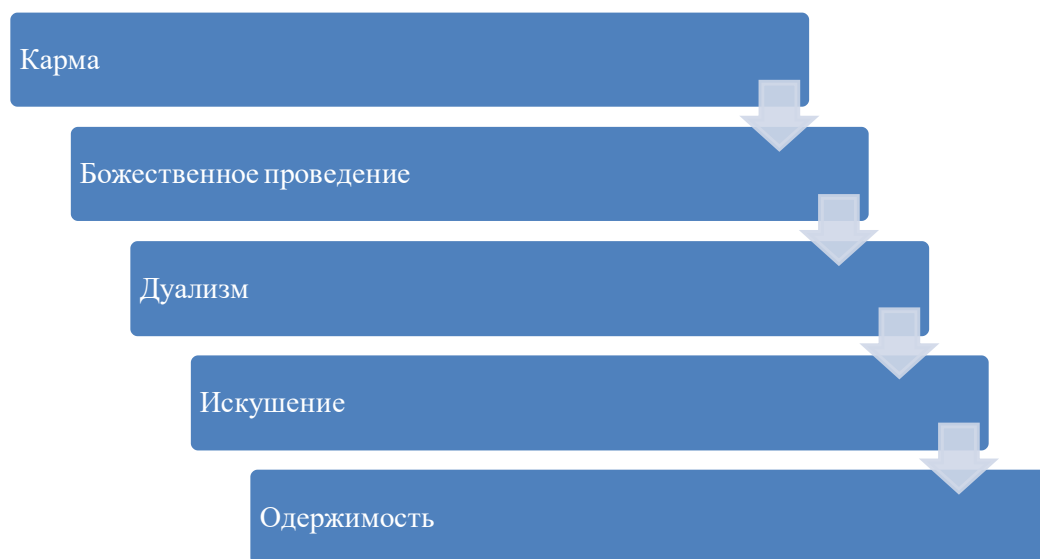 Карма
Божественное проведение
Дуализм
Искушение
Одержимость